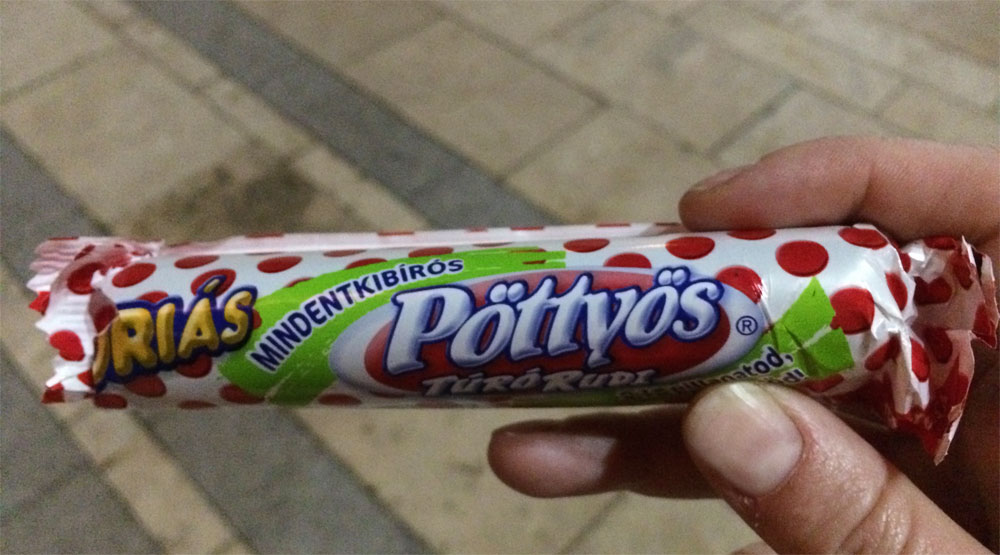 ÓRIÁS
MINDENTKIBÍRÓS
Pöttyös ®
TÚRÓ RUDI